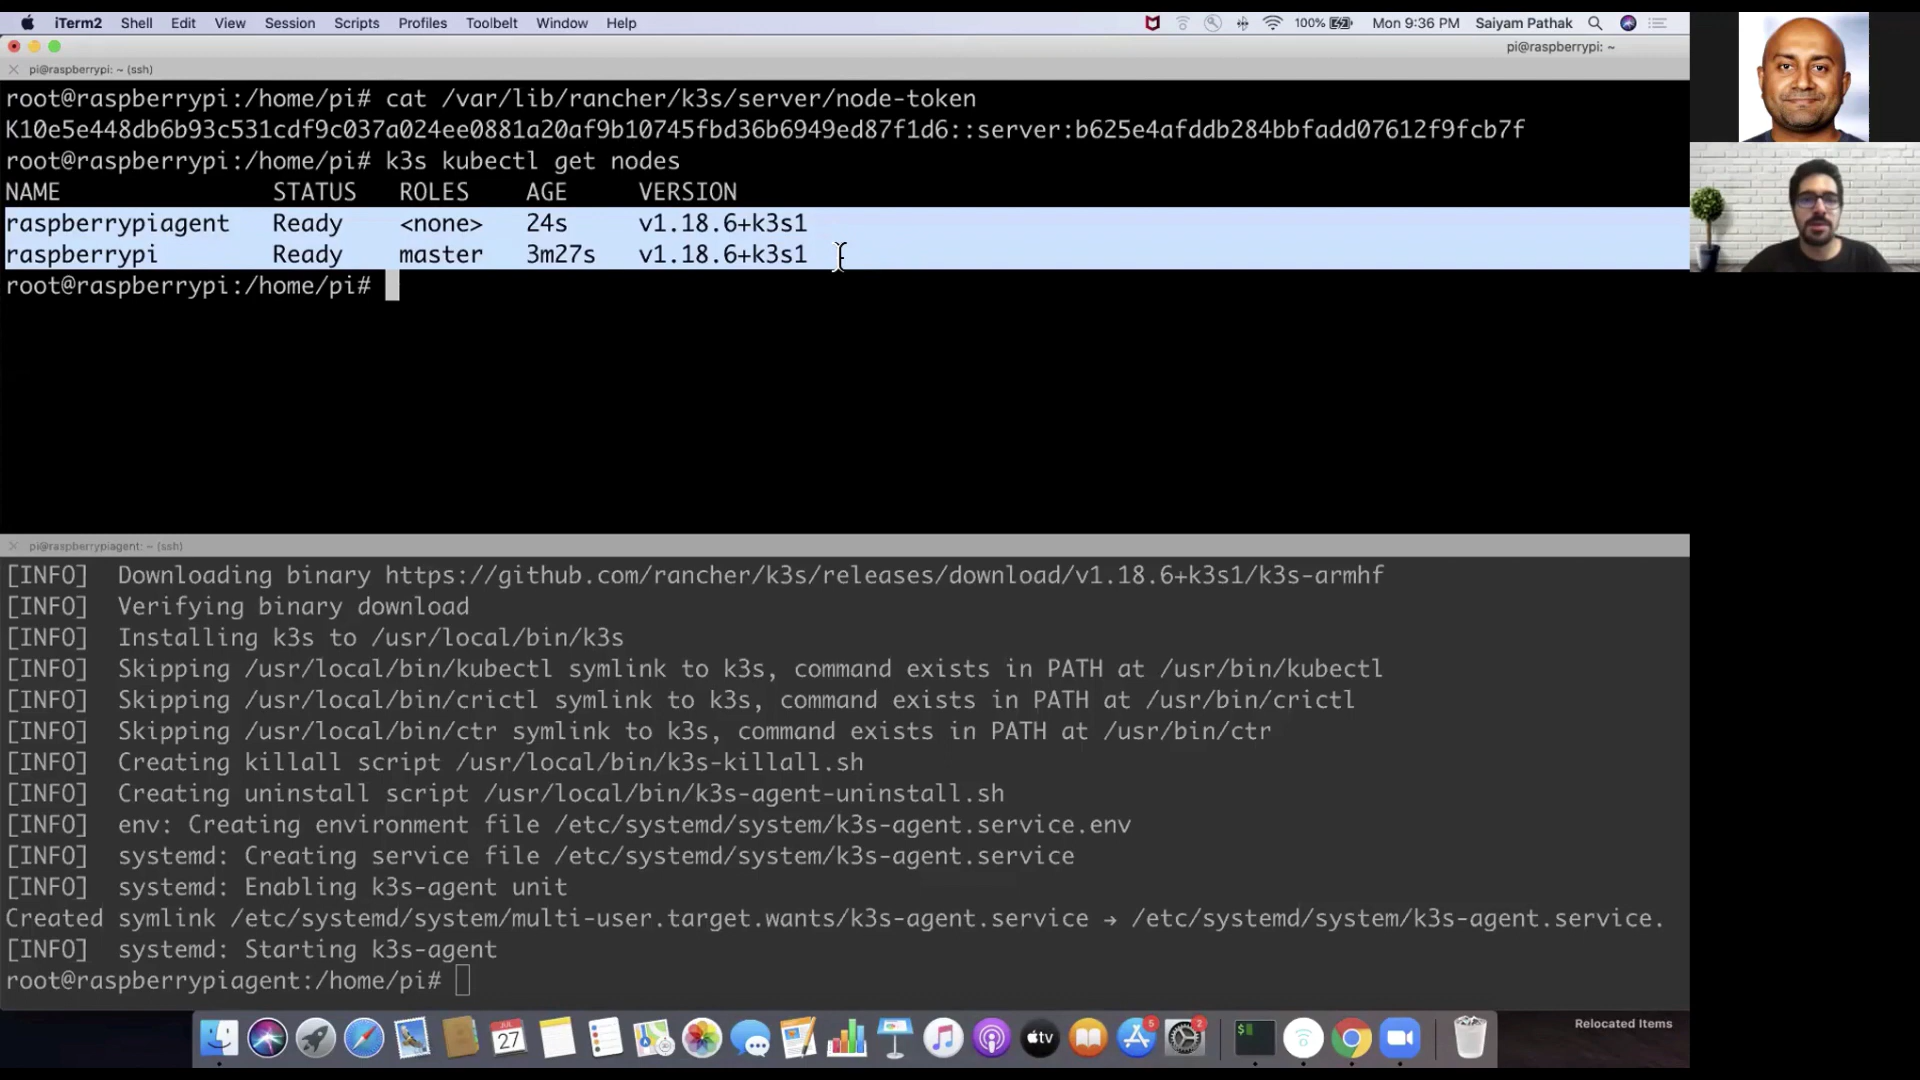 iTerm2 Shell Edit View Session Scripts Profiles Toolbelt Window Help 100% Mon 9:36 PM Saiyam Pathak
pi@raspberrypi: ~
pi@raspberrypi: ~ (ssh)
root@raspberrypi:/home/pi# cat /var/lib/rancher/k3s/server/node-token
K10e5e448db6b93c531cdf9c037a024ee0881a20af9b10745fbd36b6949ed87f1d6::server:b625e4afddb284bbfadd07612f9fcb7f
root@raspberrypi:/home/pi# k3s kubectl get nodes
NAME STATUS ROLES AGE VERSION
raspberrypiagent Ready <none> 24s v1.18.6+k3s1
raspberrypi Ready master 3m27s v1.18.6+k3s1
root@raspberrypi:/home/pi#
pi@raspberrypiagent: ~ (ssh)
[INFO] Downloading binary https://github.com/rancher/k3s/releases/download/v1.18.6+k3s1/k3s-armhf
[INFO] Verifying binary download
[INFO] Installing k3s to /usr/local/bin/k3s
[INFO] Skipping /usr/local/bin/kubectl symlink to k3s, command exists in PATH at /usr/bin/kubectl
[INFO] Skipping /usr/local/bin/crictl symlink to k3s, command exists in PATH at /usr/bin/crictl
[INFO] Skipping /usr/local/bin/ctr symlink to k3s, command exists in PATH at /usr/bin/ctr
[INFO] Creating killall script /usr/local/bin/k3s-killall.sh
[INFO] Creating uninstall script /usr/local/bin/k3s-agent-uninstall.sh
[INFO] env: Creating environment file /etc/systemd/system/k3s-agent.service.env
[INFO] systemd: Creating service file /etc/systemd/system/k3s-agent.service
[INFO] systemd: Enabling k3s-agent unit
Created symlink /etc/systemd/system/multi-user.target.wants/k3s-agent.service → /etc/systemd/system/k3s-agent.service.
[INFO] systemd: Starting k3s-agent
root@raspberrypiagent:/home/pi#
JUL
27
tv
5
2
$
Relocated Items